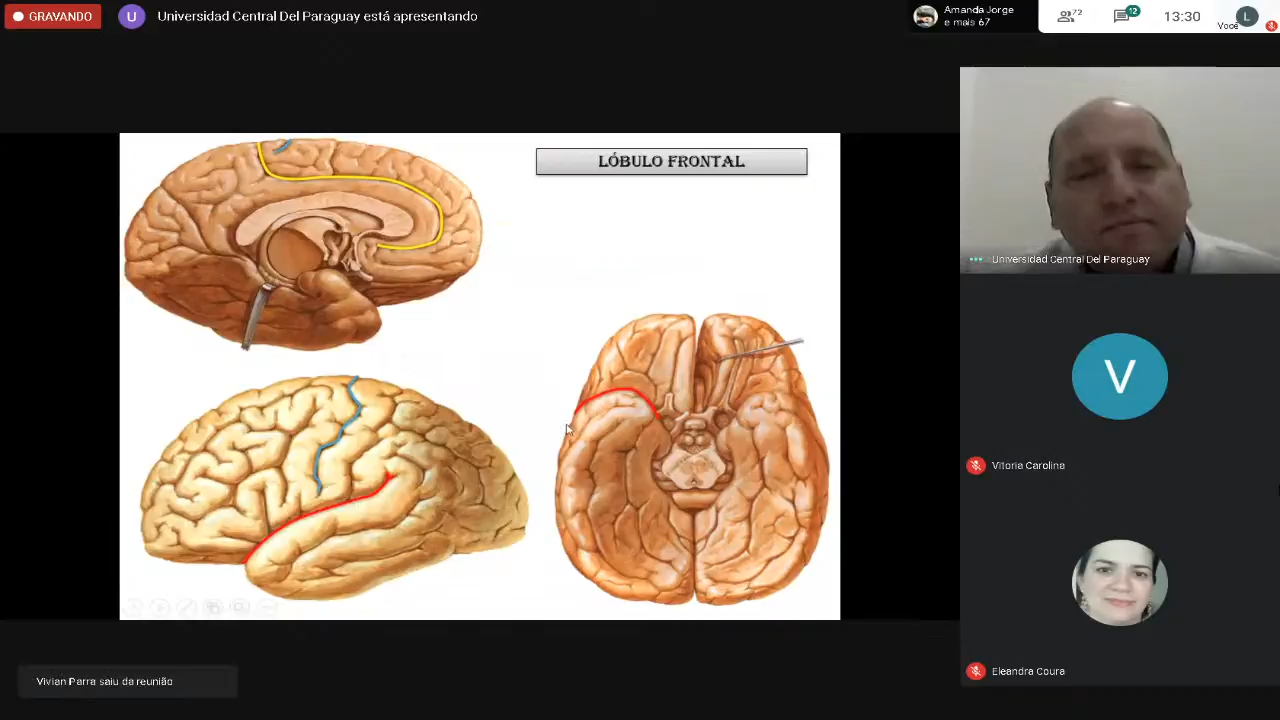 GRAVANDO
U
Universidad Central Del Paraguay está apresentando
Amanda Jorge
e mais 67
72
12
13:30
L
Você
LÓBULO FRONTAL
Universidad Central Del Paraguay
V
Vitoria Carolina
Eleandra Coura
Vivian Parra saiu da reunião